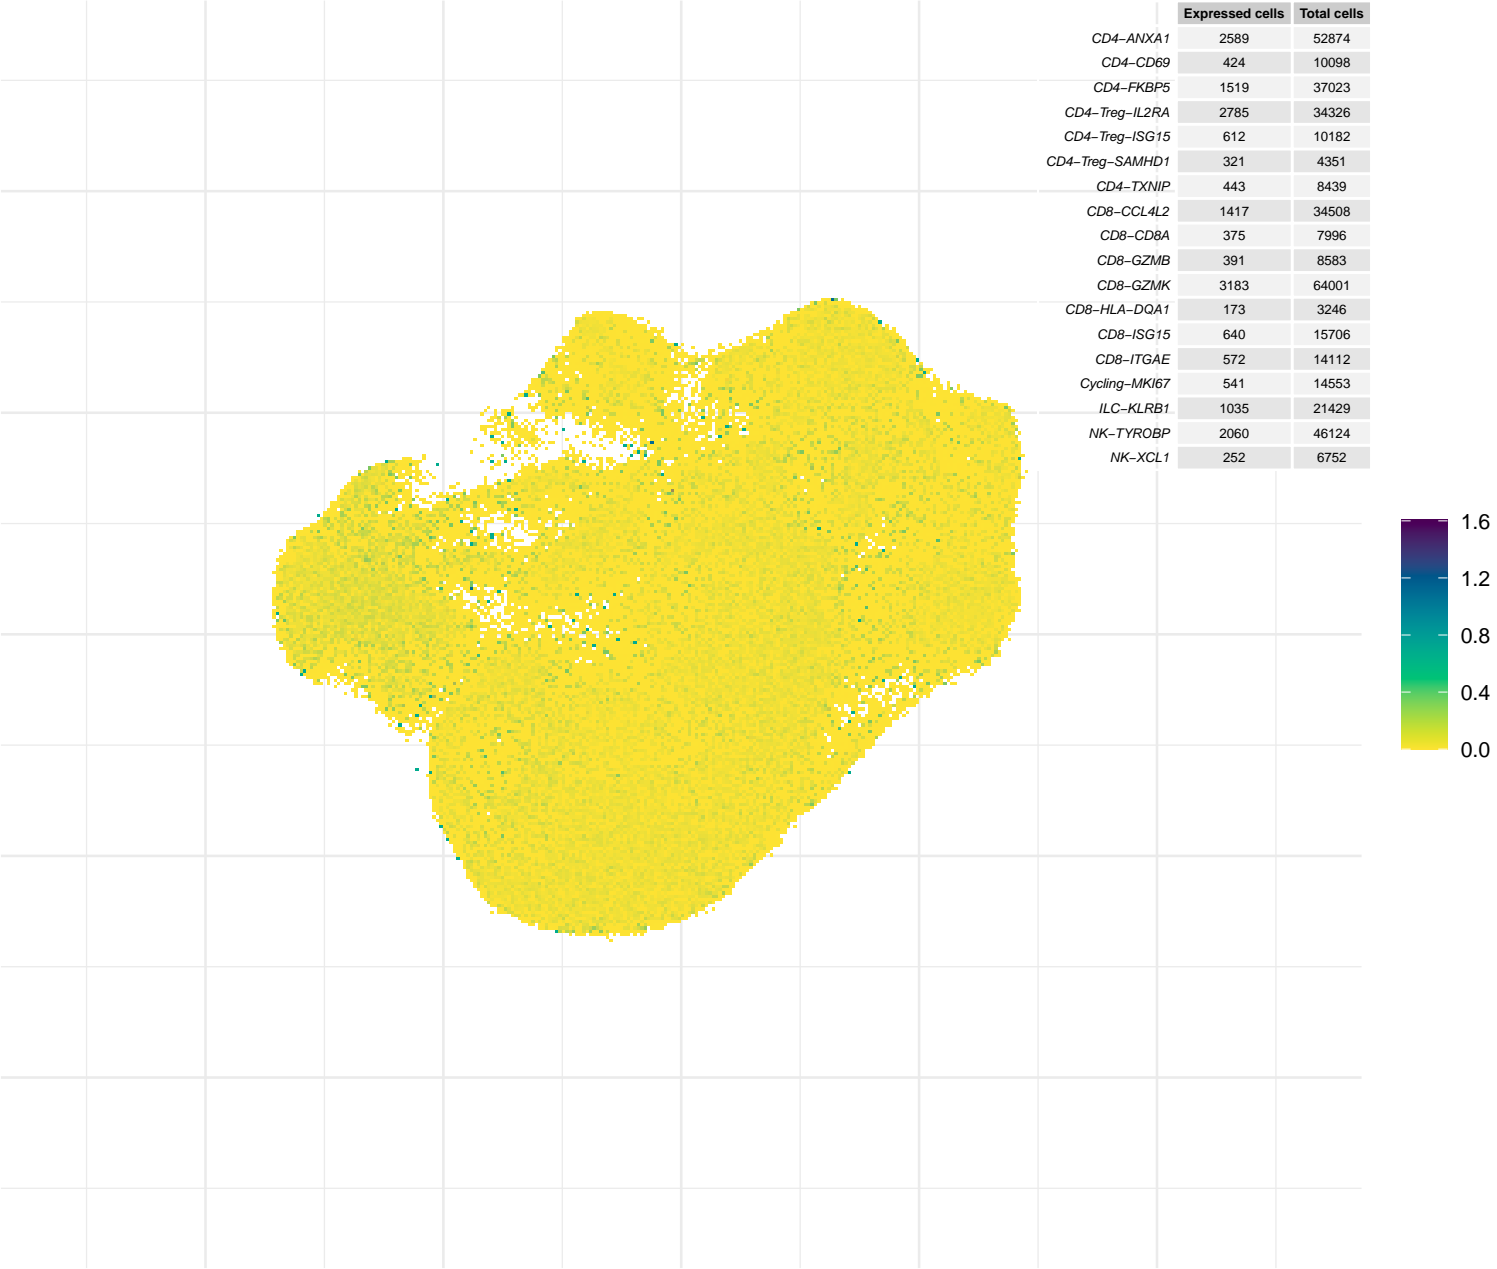 Expressed cells Total cells
CD4−ANXA1 2589 52874
CD4−CD69 424 10098
CD4−FKBP5 1519 37023
CD4−Treg−IL2RA 2785 34326
CD4−Treg−ISG15 612 10182
CD4−Treg−SAMHD1 321 4351
CD4−TXNIP 443 8439
CD8−CCL4L2 1417 34508
CD8−CD8A 375 7996
CD8−GZMB 391 8583
CD8−GZMK 3183 64001
CD8−HLA−DQA1 173 3246
CD8−ISG15 640 15706
CD8−ITGAE 572 14112
Cycling−MKI67 541 14553
ILC−KLRB1 1035 21429
NK−TYROBP 2060 46124
NK−XCL1 252 6752
1.6
1.2
0.8
0.4
0.0